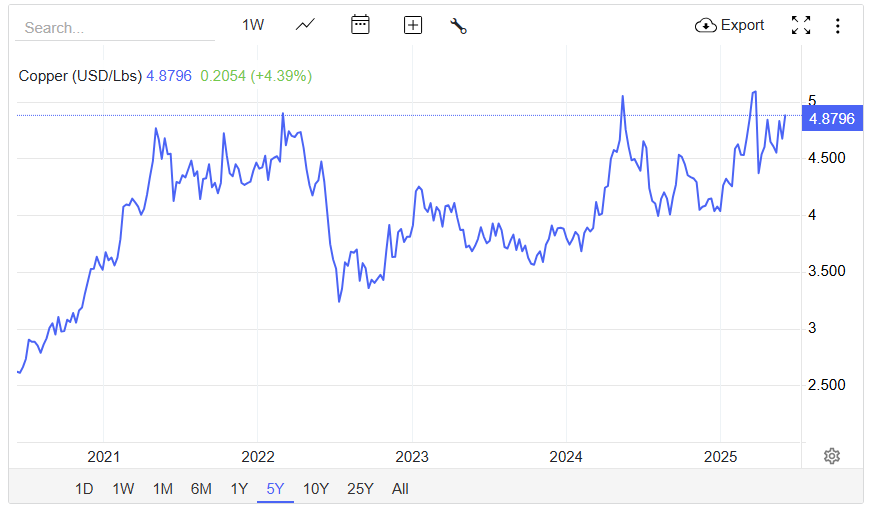 Search... 1W Export
Copper (USD/Lbs) 4.8796 0.2054 (+4.39%)
5
4.8796
4.500
4
3.500
3
2.500
2021 2022 2023 2024 2025
1D 1W 1M 6M 1Y 5Y 10Y 25Y All